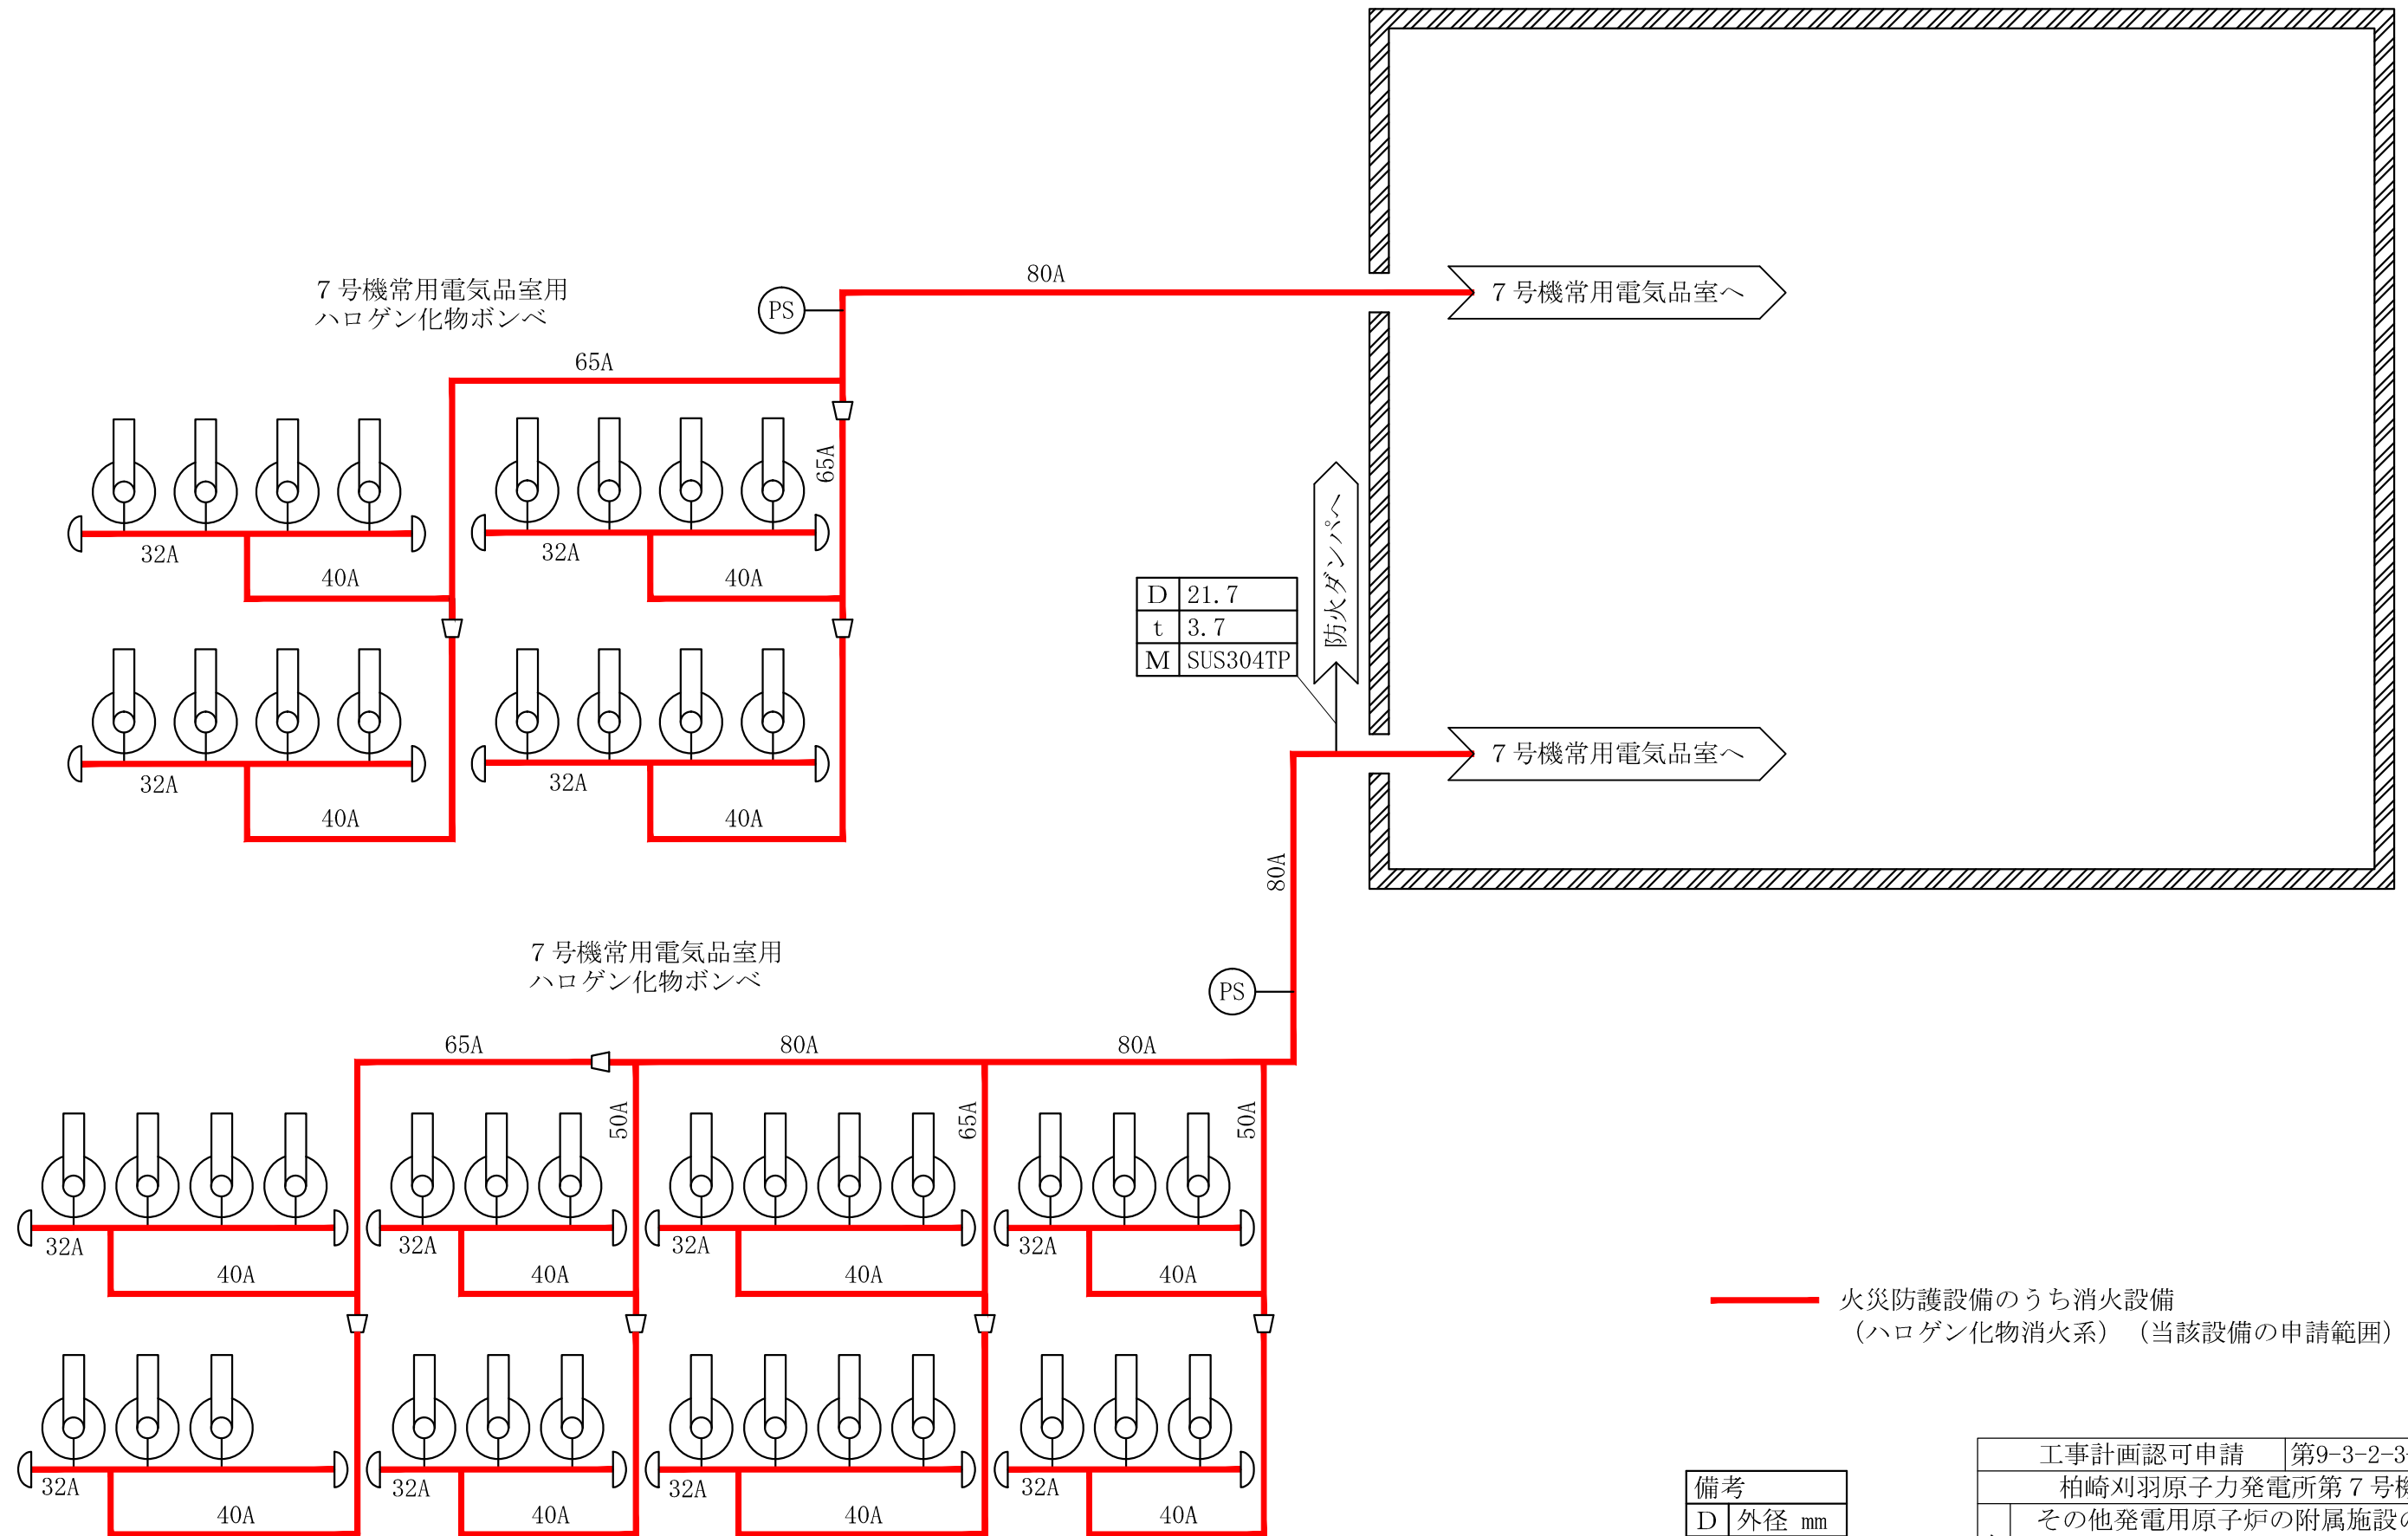 ７号機常用電気品室用
ハロゲン化物ボンベ
PS
80A
７号機常用電気品室へ
65A
65A
32A
40A
32A
40A
32A
40A
32A
40A
防火ダンパへ
D 21.7
t 3.7
M SUS304TP
７号機常用電気品室へ
80A
７号機常用電気品室用
ハロゲン化物ボンベ
PS
65A
80A
80A
50A
65A
50A
32A
40A
32A
40A
32A
40A
32A
40A
32A
40A
32A
40A
32A
40A
32A
40A
火災防護設備のうち消火設備
（ハロゲン化物消火系）（当該設備の申請範囲）
備考
D 外径 mm
工事計画認可申請 第9-3-2-3-
柏崎刈羽原子力発電所第７号機
その他発電用原子炉の附属施設の